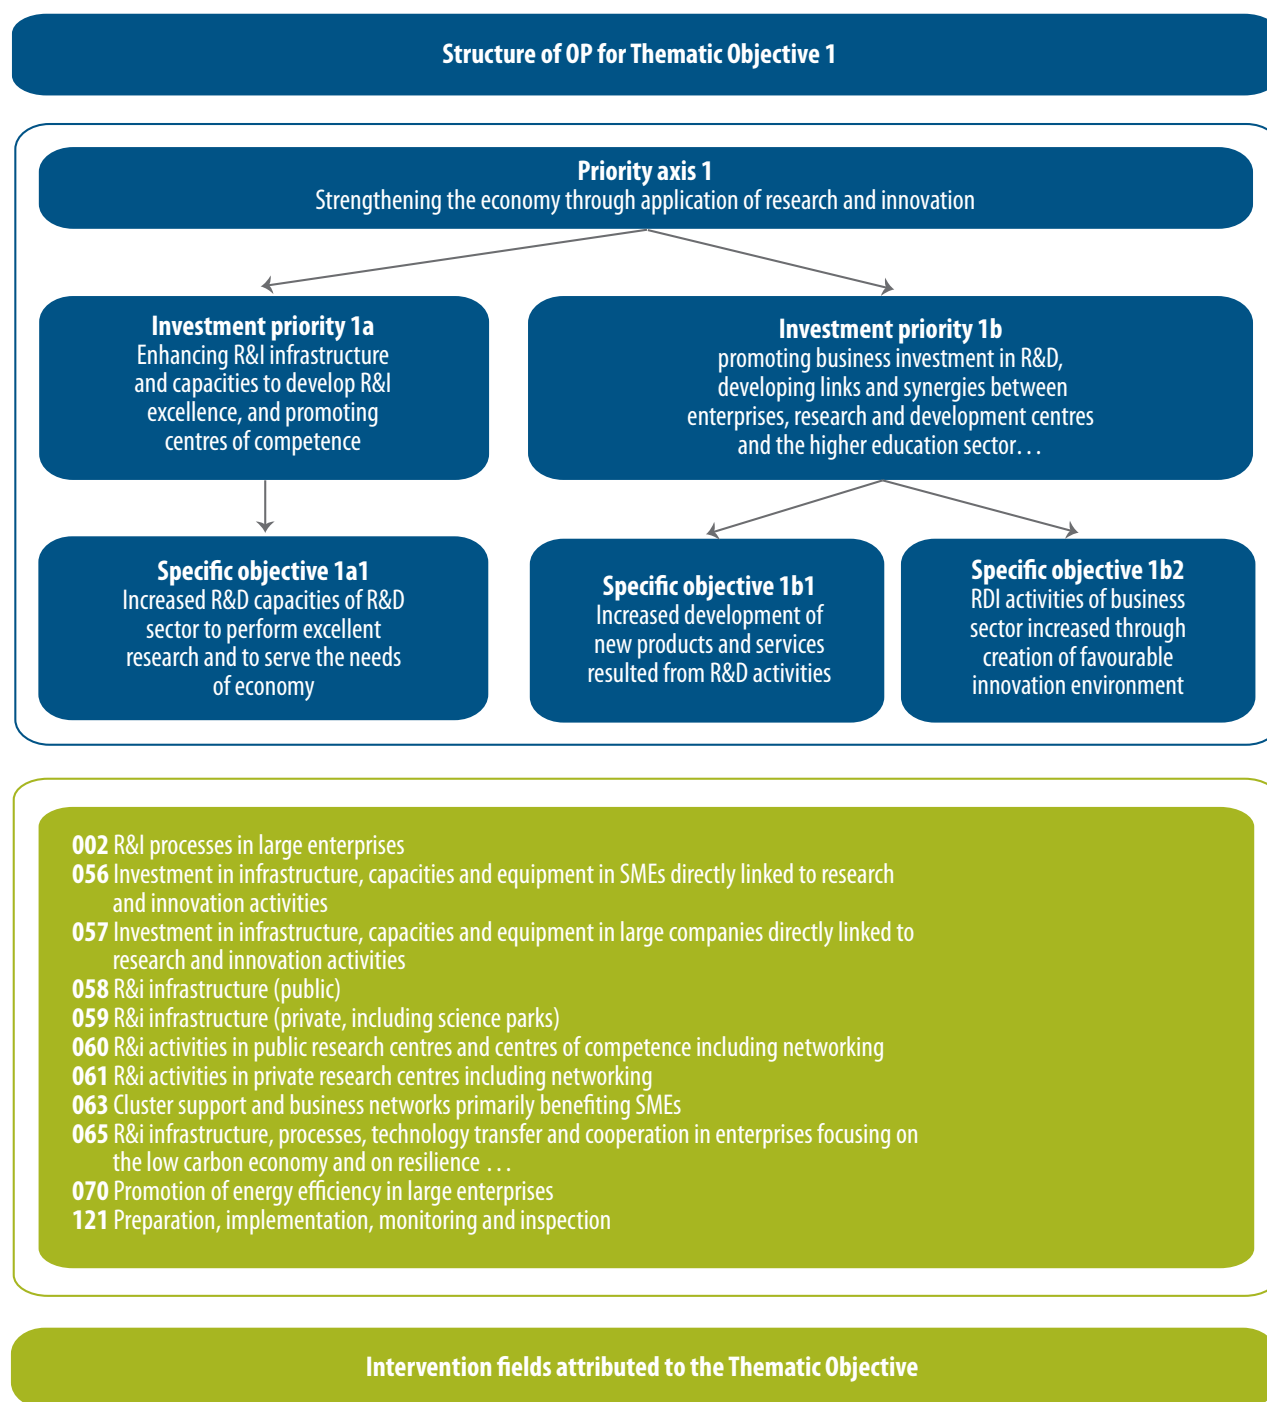 Structure of OP for Thematic Objective 1
Priority axis 1
Strengthening the economy through application of research and innovation
Investment priority 1a
Enhancing R&I infrastructure
and capacities to develop R&I
excellence, and promoting
centres of competence
Investment priority 1b
promoting business investment in R&D,
developing links and synergies between
enterprises, research and development centres
and the higher education sector…
Specific objective 1a1
Increased R&D capacities of R&D
sector to perform excellent
research and to serve the needs
of economy
Specific objective 1b1
Increased development of
new products and services
resulted from R&D activities
Specific objective 1b2
RDI activities of business
sector increased through
creation of favourable
innovation environment
002 R&I processes in large enterprises
056 Investment in infrastructure, capacities and equipment in SMEs directly linked to research
and innovation activities
057 Investment in infrastructure, capacities and equipment in large companies directly linked to
research and innovation activities
058 R&i infrastructure (public)
059 R&i infrastructure (private, including science parks)
060 R&i activities in public research centres and centres of competence including networking
061 R&i activities in private research centres including networking
063 Cluster support and business networks primarily benefiting SMEs
065 R&i infrastructure, processes, technology transfer and cooperation in enterprises focusing on
the low carbon economy and on resilience …
070 Promotion of energy efficiency in large enterprises
121 Preparation, implementation, monitoring and inspection
Intervention fields attributed to the Thematic Objective